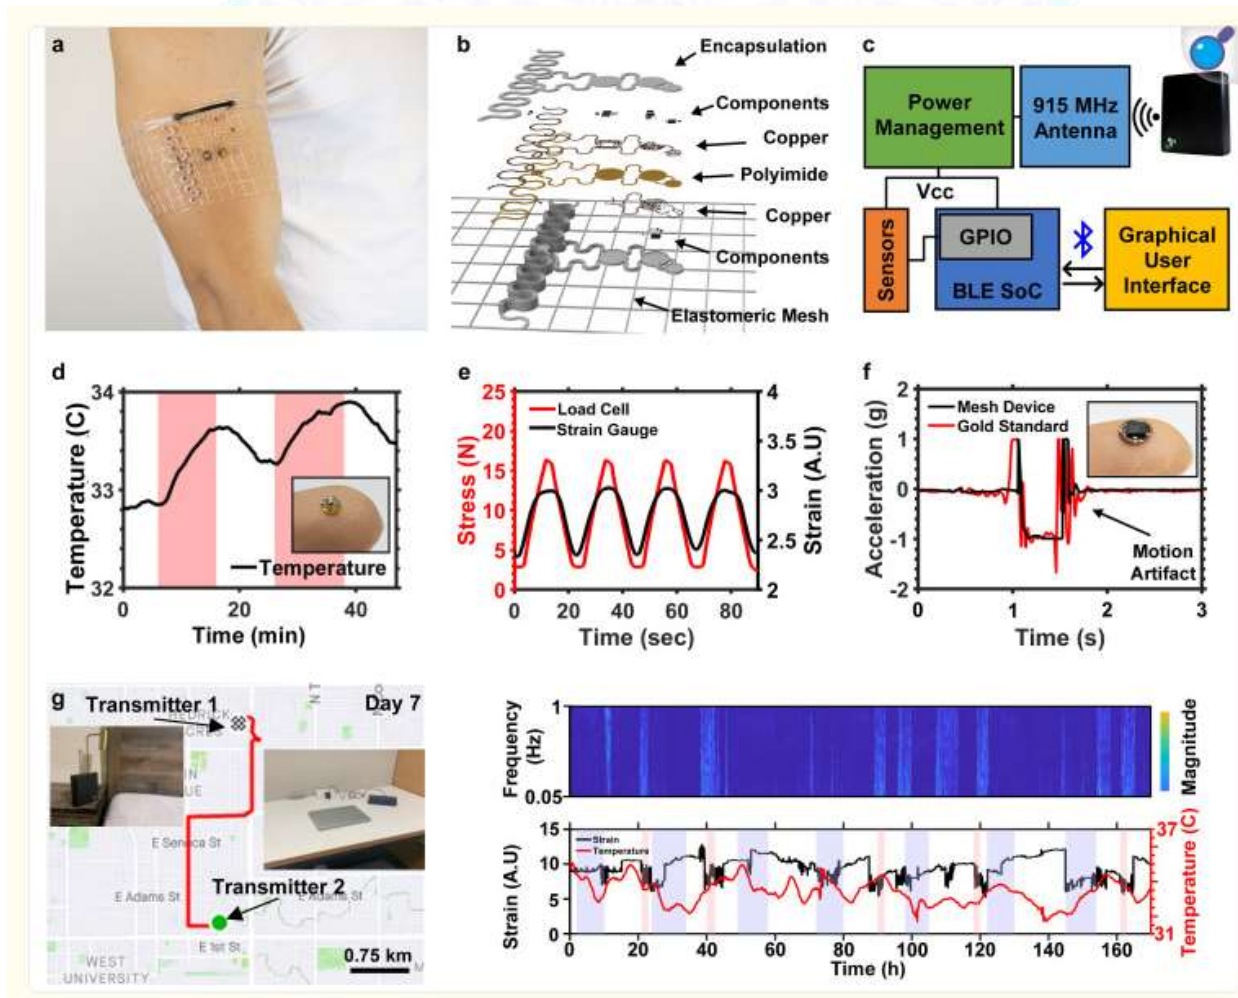 a
b
Encapsulation
Components
Copper
Polyimide
Copper
Components
Elastomeric Mesh
c
Power
Management
915 MHz
Antenna
Vcc
Sensors
GPIO
BLE SoC
Graphical
User
Interface
d
34
33
32
Temperature (C)
Temperature
0
20
40
Time (min)
e
25
20
15
10
5
0
Stress (N)
Load Cell
Strain Gauge
4
3.5
3
2.5
2
Strain (A.U)
0
20
40
60
80
Time (sec)
f
2
1
0
-1
-2
Acceleration (g)
Mesh Device
Gold Standard
Motion
Artifact
0
1
2
3
Time (s)
g
Transmitter 1
Day 7
E Seneca St
Transmitter 2
E Adams St
E Adams St
E 1st St
WEST
UNIVERSITY
0.75 km
Frequency
(Hz)
1
0.05
Magnitude
15
10
5
0
Strain (A.U)
Strain
Temperature
37
31
Temperature (C)
0
20
40
60
80
100
120
140
160
Time (h)